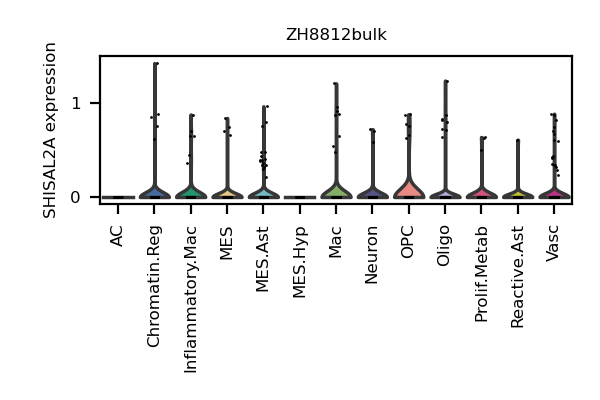 ZH8812bulk
SHISAL2A expression
1
0
AC
Chromatin.Reg
Inflammatory.Mac
MES
MES.Ast
MES.Hyp
Mac
Neuron
OPC
Oligo
Prolif.Metab
Reactive.Ast
Vasc